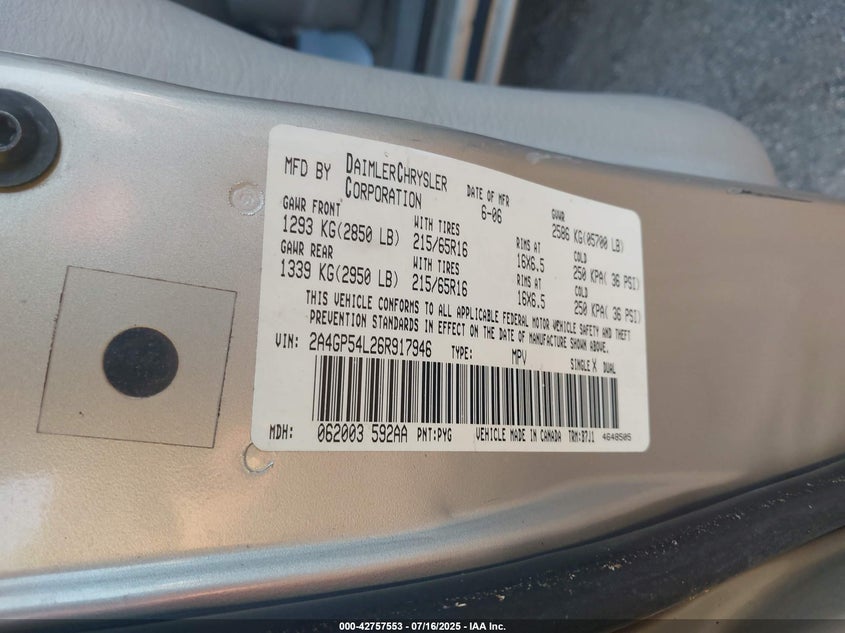 MFD BY DAIMLERCHRYSLER CORPORATION DATE OF MFR 6-06 GVWR 2586 KG(05700 LB)
GAWR FRONT WITH TIRES RIMS AT COLD
1293 KG(2850 LB) 215/65R16 16X6.5 250 KPA( 36 PSI)
GAWR REAR WITH TIRES RIMS AT COLD
1339 KG(2950 LB) 215/65R16 16X6.5 250 KPA( 36 PSI)
THIS VEHICLE CONFORMS TO ALL APPLICABLE FEDERAL MOTOR VEHICLE SAFETY AND THEFT
PREVENTION STANDARDS IN EFFECT ON THE DATE OF MANUFACTURE SHOWN ABOVE.
VIN: 2A4GP54L26R917946 TYPE: MPV SINGLE X DUAL
MDH: 062003 592AA PNT:PYG VEHICLE MADE IN CANADA TRM:B7J1 4648505
000-42757553 / 07/16/2025 - IAA Inc.